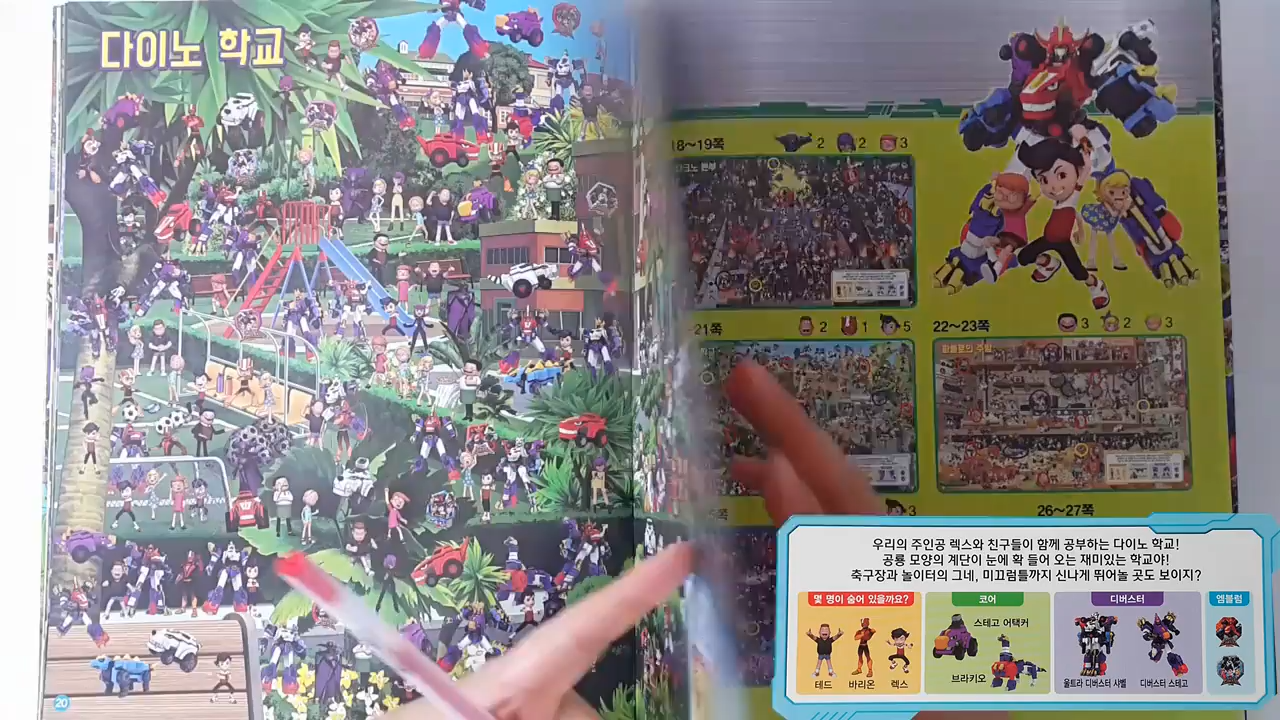 다이노 학교
18~19쪽
2
2
3
21쪽
2
1
5
22~23쪽
3
2
3
3
26~27쪽
20
우리의 주인공 렉스와 친구들이 함께 공부하는 다이노 학교!
공룡 모양의 계단이 눈에 확 들어 오는 재미있는 학교야!
축구장과 놀이터의 그네, 미끄럼틀까지 신나게 뛰어놀 곳도 보이지?
몇 명이 숨어 있을까요?
코어
디버스터
엠블럼
스테고 어택커
브라키오
테드
바리온
렉스
울트라 디버스터 사벨
디버스터 스테고